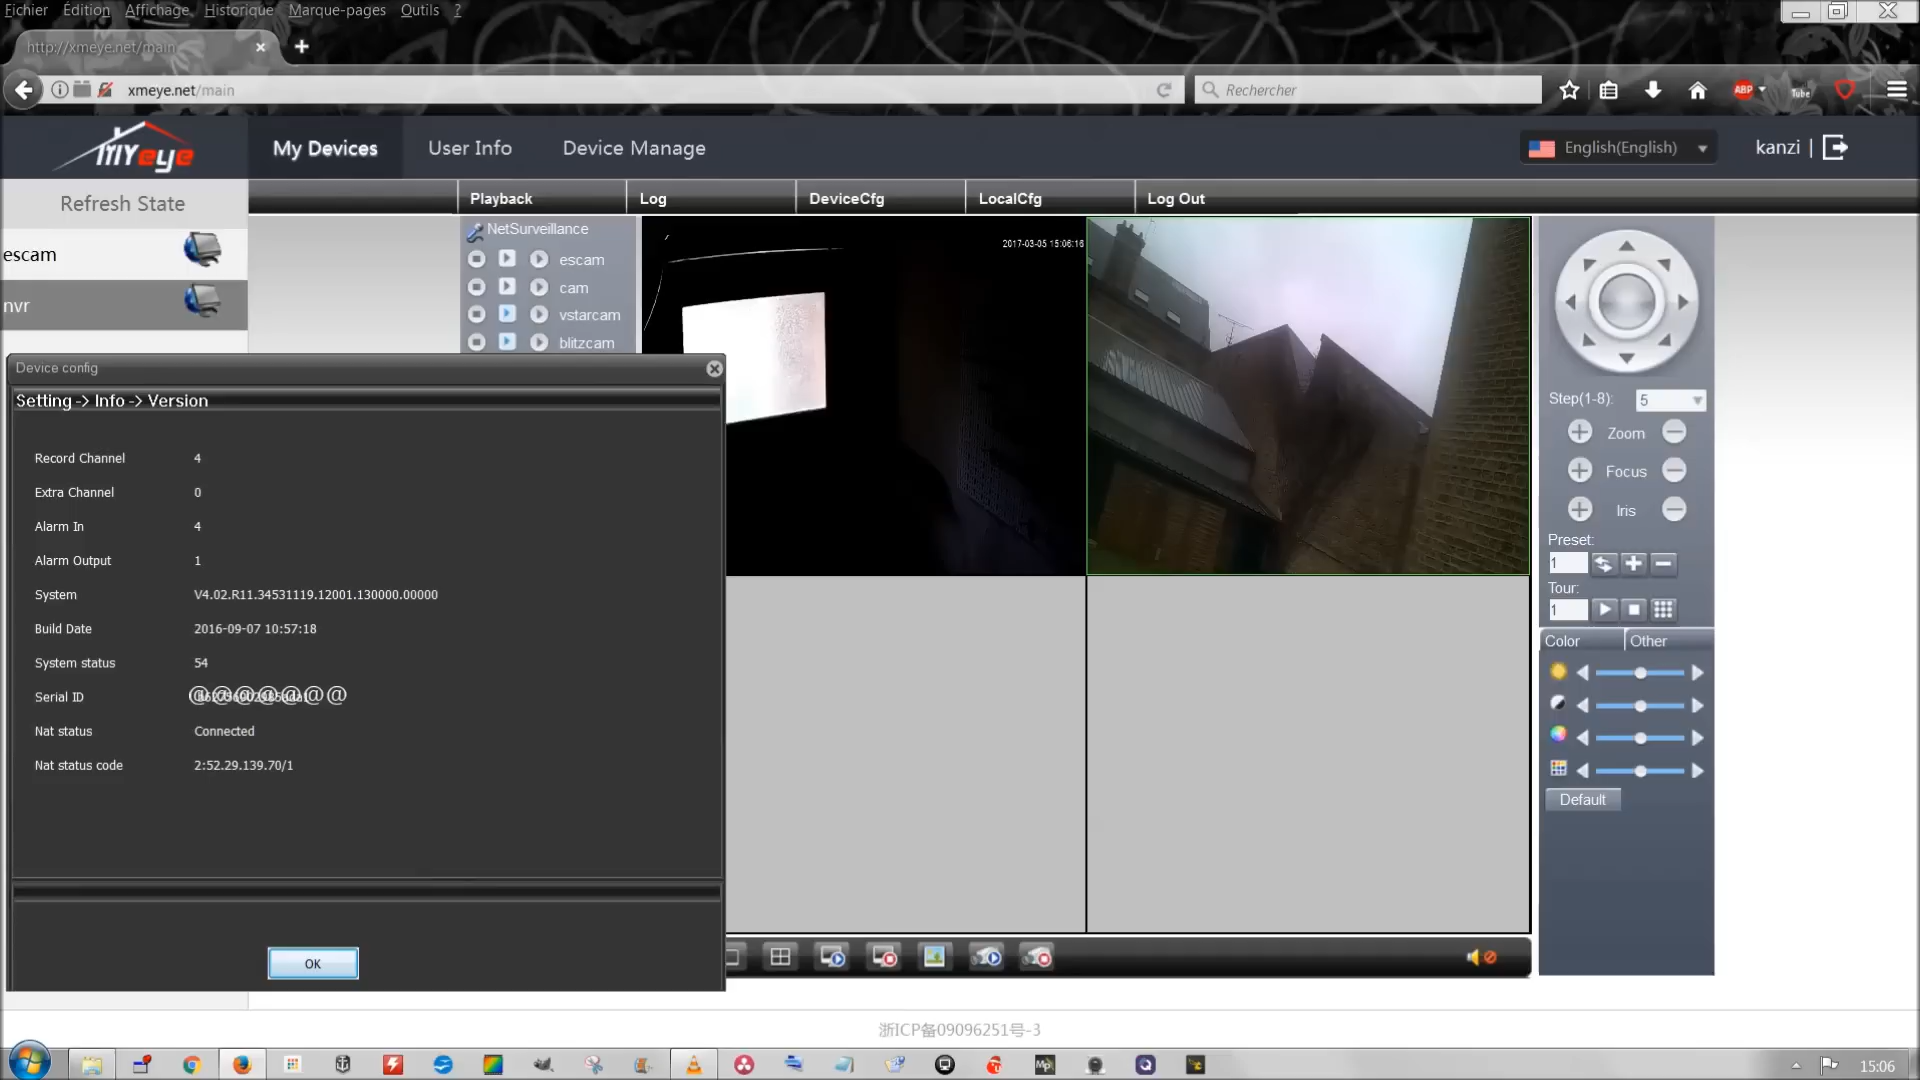 Fichier Édition Affichage Historique Marque-pages Outils ?
http://xmeye.net/main
xmeye.net/main
Rechercher
ABP
Tube
MYeye
My Devices
User Info
Device Manage
English(English)
kanzi |
Refresh State
Playback
Log
DeviceCfg
LocalCfg
Log Out
escam
nvr
NetSurveillance
escam
cam
vstarcam
blitzcam
2017-03-05 15:06:16
Device config
Setting -> Info -> Version
Record Channel 4
Extra Channel 0
Alarm In 4
Alarm Output 1
System V4.02.R11.34531119.12001.130000.00000
Build Date 2016-09-07 10:57:18
System status 54
Serial ID @@@@@@@
Nat status Connected
Nat status code 2:52.29.139.70/1
OK
Step(1-8): 5
Zoom
Focus
Iris
Preset:
1
Tour:
1
Color
Other
Default
浙ICP备09096251号-3
15:06